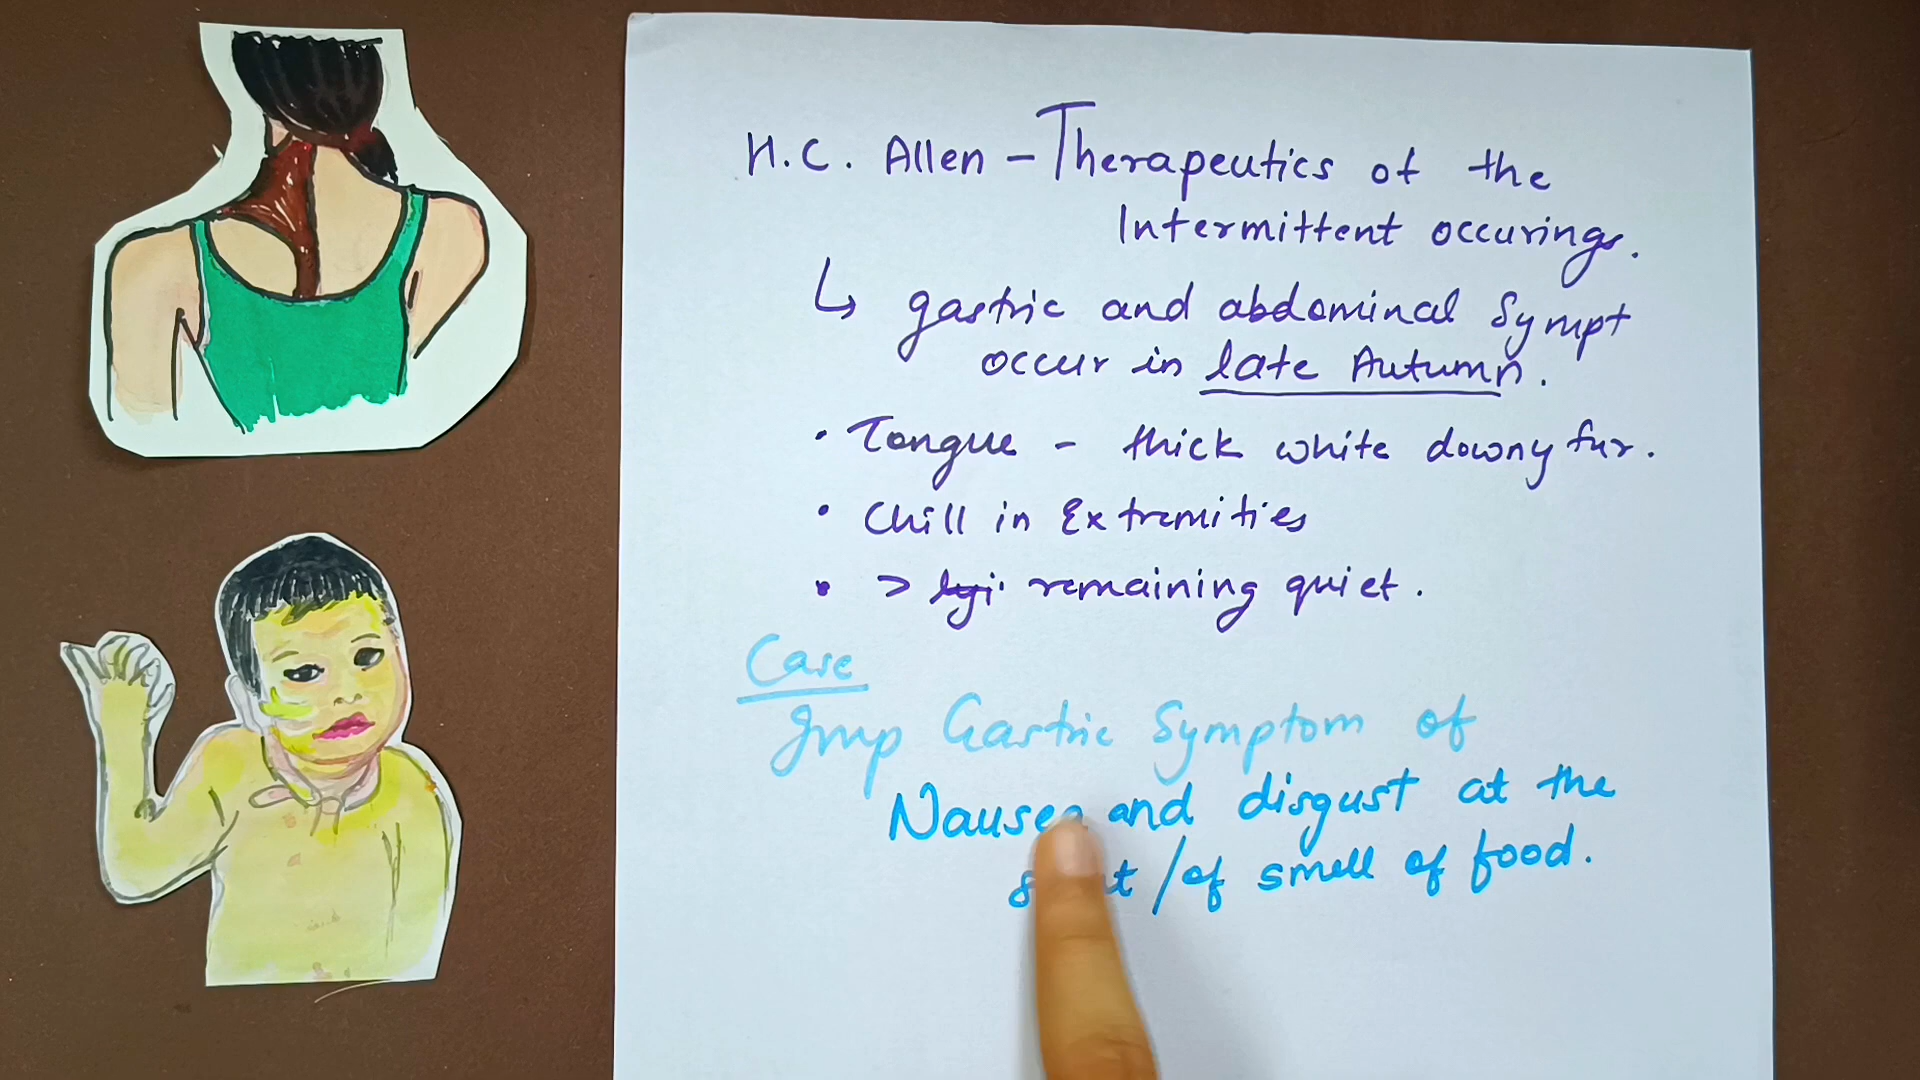 H.C. Allen - Therapeutics of the
Intermittent occurings.
↳ gastric and abdominal Sympt
occur in late Autumn.
• Tongue - thick white downy fur.
• Chill in Extremities
• > remaining quiet.
Case
Imp Gastric Symptom of
Nausea and disgust at the
/of smell of food.